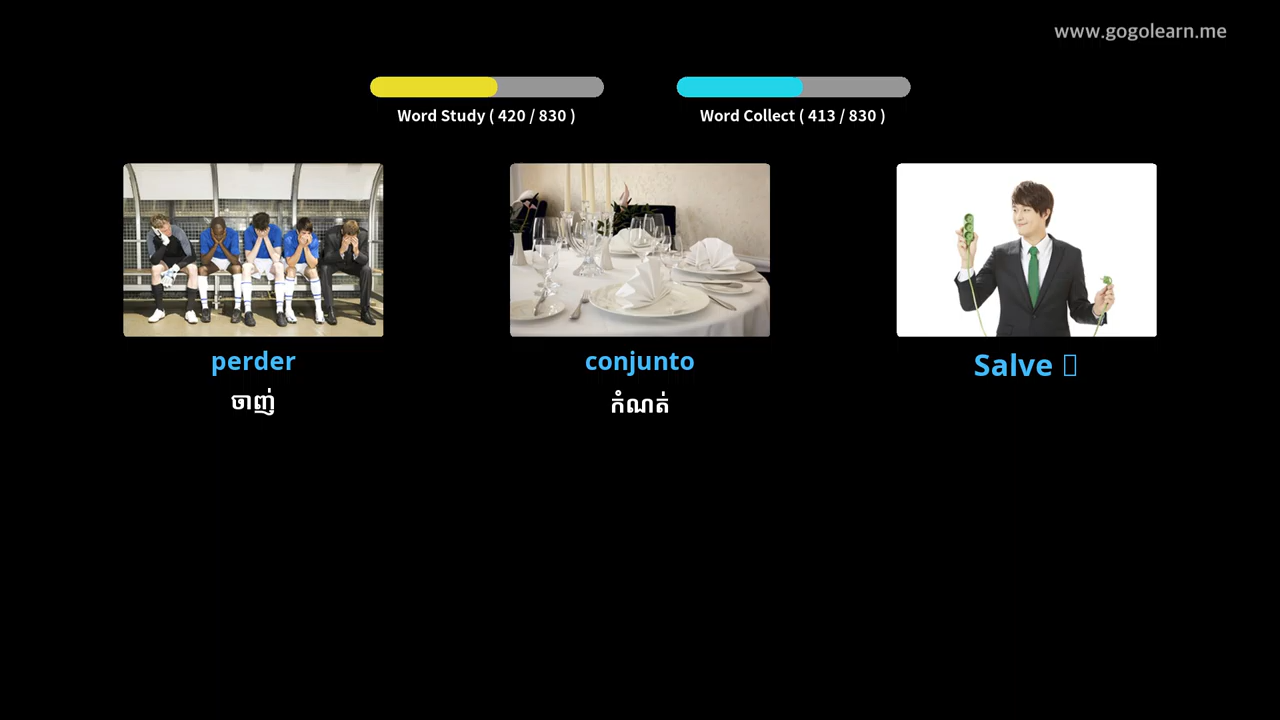 www.gogolearn.me
Word Study ( 420 / 830 )
Word Collect ( 413 / 830 )
perder
ចាញ់
conjunto
កំណត់
Salve